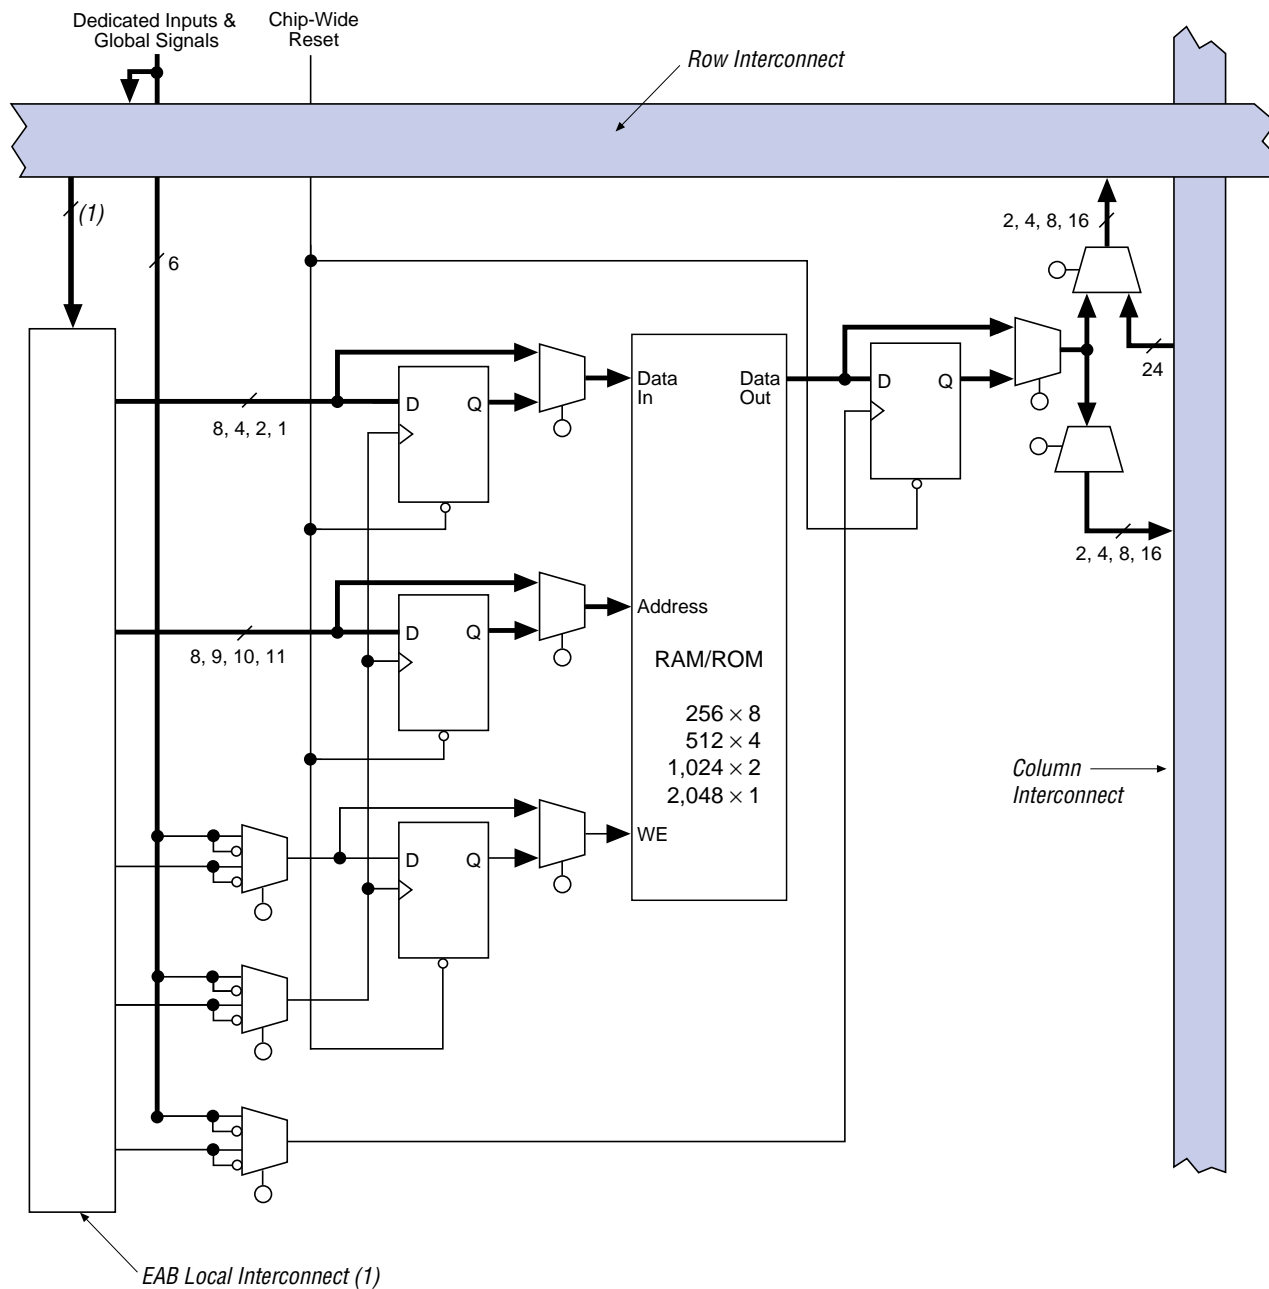 Dedicated Inputs &
Global Signals
Chip-Wide
Reset
Row Interconnect
(1)
6
2, 4, 8, 16
24
D
Q
8, 4, 2, 1
Data
In
Data
Out
D
Q
2, 4, 8, 16
D
Q
8, 9, 10, 11
Address
RAM/ROM
256 × 8
512 × 4
1,024 × 2
2,048 × 1
Column
Interconnect
D
Q
WE
EAB Local Interconnect (1)